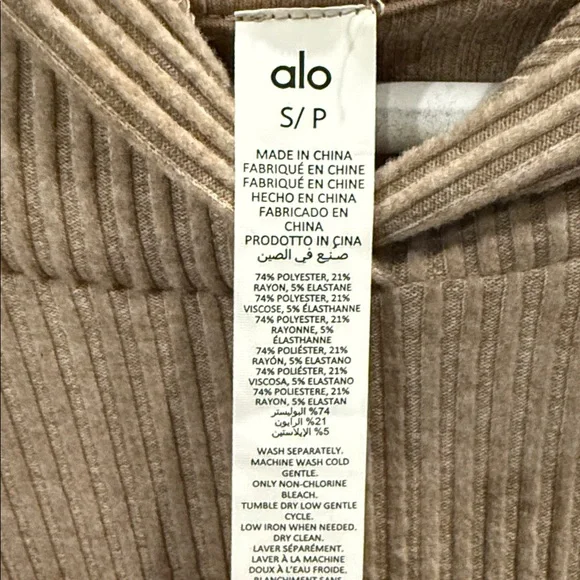 alo
S/ P
MADE IN CHINA
FABRIQUÉ EN CHINE
FABRIQUÉ EN CHINE
HECHO EN CHINA
FABRICADO EN
CHINA
PRODOTTO IN CINA
صنع في الصين
74% POLYESTER, 21%
RAYON, 5% ELASTANE
74% POLYESTER, 21%
VISCOSE, 5% ÉLASTHANNE
74% POLYESTER, 21%
RAYONNE, 5%
ÉLASTHANNE
74% POLIÉSTER, 21%
RAYÓN, 5% ELASTANO
74% POLIÉSTER, 21%
VISCOSA, 5% ELASTANO
74% POLIESTERE, 21%
RAYON, 5% ELASTAN
74% البوليستر
21% الرايون
5% الإيلاستين
WASH SEPARATELY.
MACHINE WASH COLD
GENTLE.
ONLY NON-CHLORINE
BLEACH.
TUMBLE DRY LOW GENTLE
CYCLE.
LOW IRON WHEN NEEDED.
DRY CLEAN.
LAVER SÉPARÉMENT.
LAVER À LA MACHINE
DOUX À L'EAU FROIDE.
BLANCHIMENT SANS